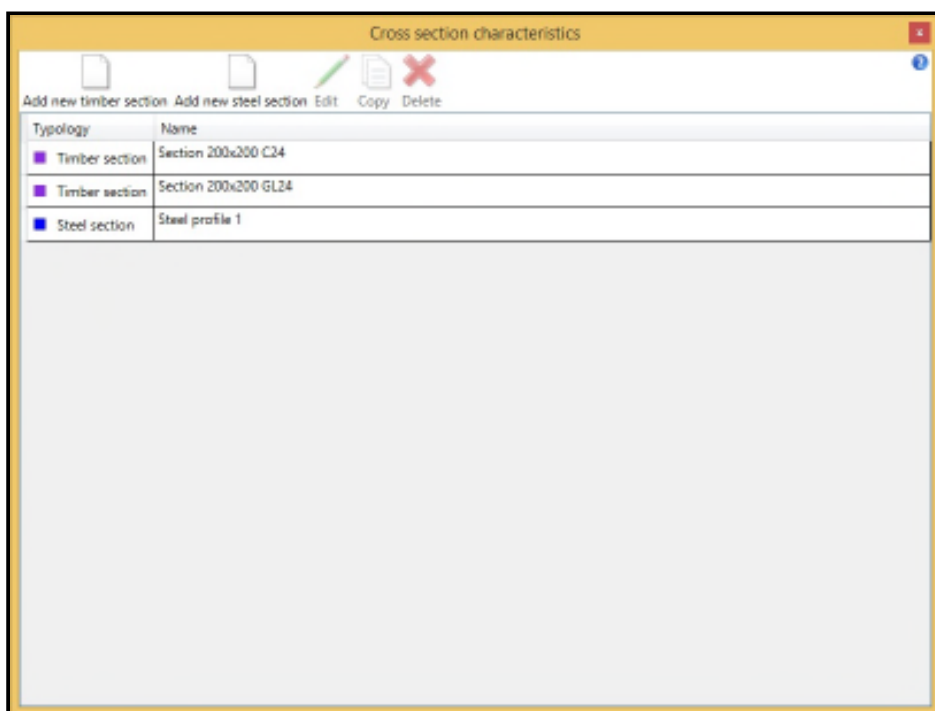 Cross section characteristics
Add new timber section Add new steel section Edit Copy Delete
Typology Name
Timber section Section 200x200 C24
Timber section Section 200x200 GL24
Steel section Steel profile 1